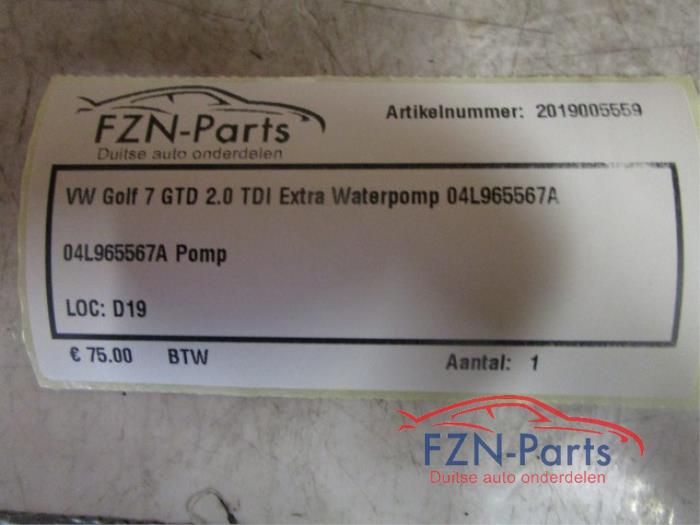 FZN-Parts
Duitse auto onderdelen
Artikelnummer: 2019005559
VW Golf 7 GTD 2.0 TDI Extra Waterpomp 04L965567A
04L965567A Pomp
LOC: D19
€ 75.00 BTW Aantal: 1
FZN-Parts
Duitse auto onderdelen